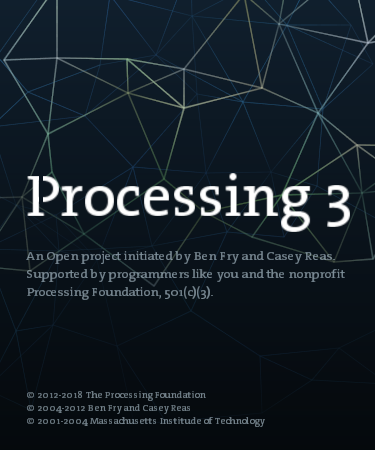 Processing 3
An Open project initiated by Ben Fry and Casey Reas.
Supported by programmers like you and the nonprofit
Processing Foundation, 501(c)(3).
© 2012-2018 The Processing Foundation
© 2004-2012 Ben Fry and Casey Reas
© 2001-2004 Massachusetts Institude of Technology